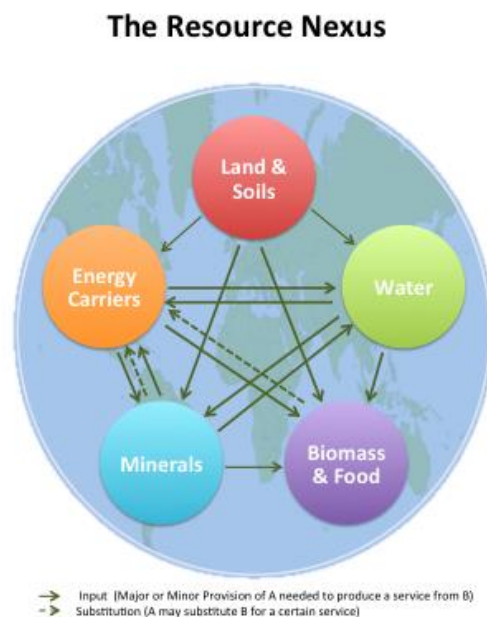 The Resource Nexus
Land &
Soils
Energy
Carriers
Water
Minerals
Biomass
& Food
Input (Major or Minor Provision of A needed to produce a service from B)
Substitution (A may substitute B for a certain service)